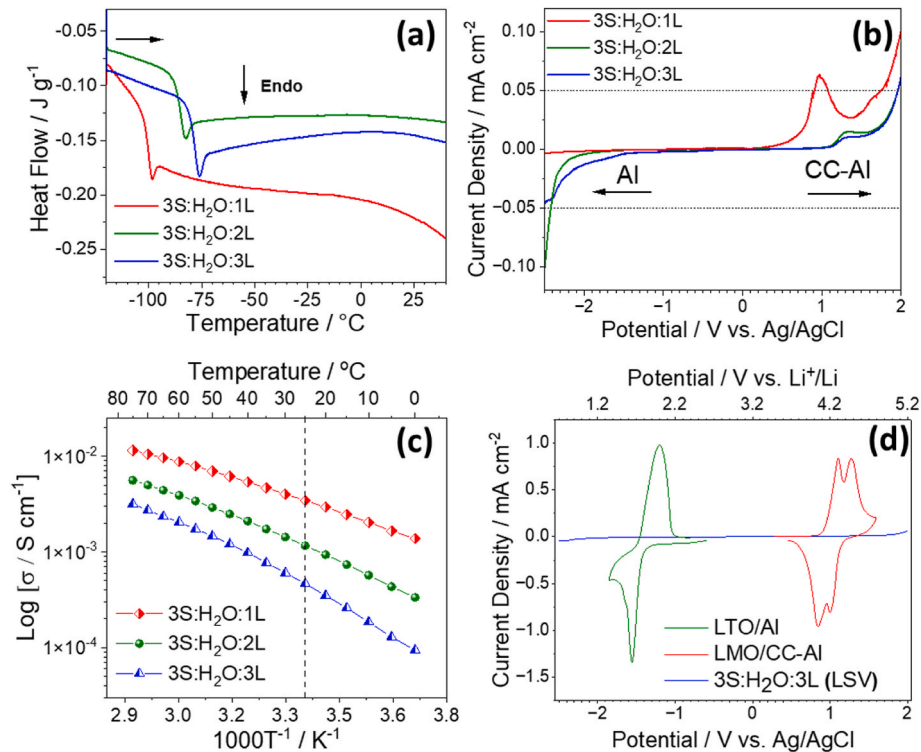 (a)
Heat Flow / J g⁻¹
-0.05
-0.10
-0.15
-0.20
-0.25
Endo
3S:H₂O:1L
3S:H₂O:2L
3S:H₂O:3L
-100 -75 -50 -25 0 25
Temperature / °C
(b)
Current Density / mA cm⁻²
0.10
0.05
0.00
−0.05
−0.10
3S:H₂O:1L
3S:H₂O:2L
3S:H₂O:3L
Al
CC-Al
−2 −1 0 1 2
Potential / V vs. Ag/AgCl
Temperature / ºC
80 70 60 50 40 30 20 10 0
(c)
Log [σ / S cm⁻¹]
1×10⁻²
1×10⁻³
1×10⁻⁴
3S:H₂O:1L
3S:H₂O:2L
3S:H₂O:3L
2.9 3.0 3.2 3.3 3.5 3.6 3.8
1000T⁻¹ / K⁻¹
Potential / V vs. Li⁺/Li
1.2 2.2 3.2 4.2 5.2
(d)
Current Density / mA cm⁻²
1.0
0.5
0.0
−0.5
−1.0
−1.5
LTO/Al
LMO/CC-Al
3S:H₂O:3L (LSV)
−2 −1 0 1 2
Potential / V vs. Ag/AgCl